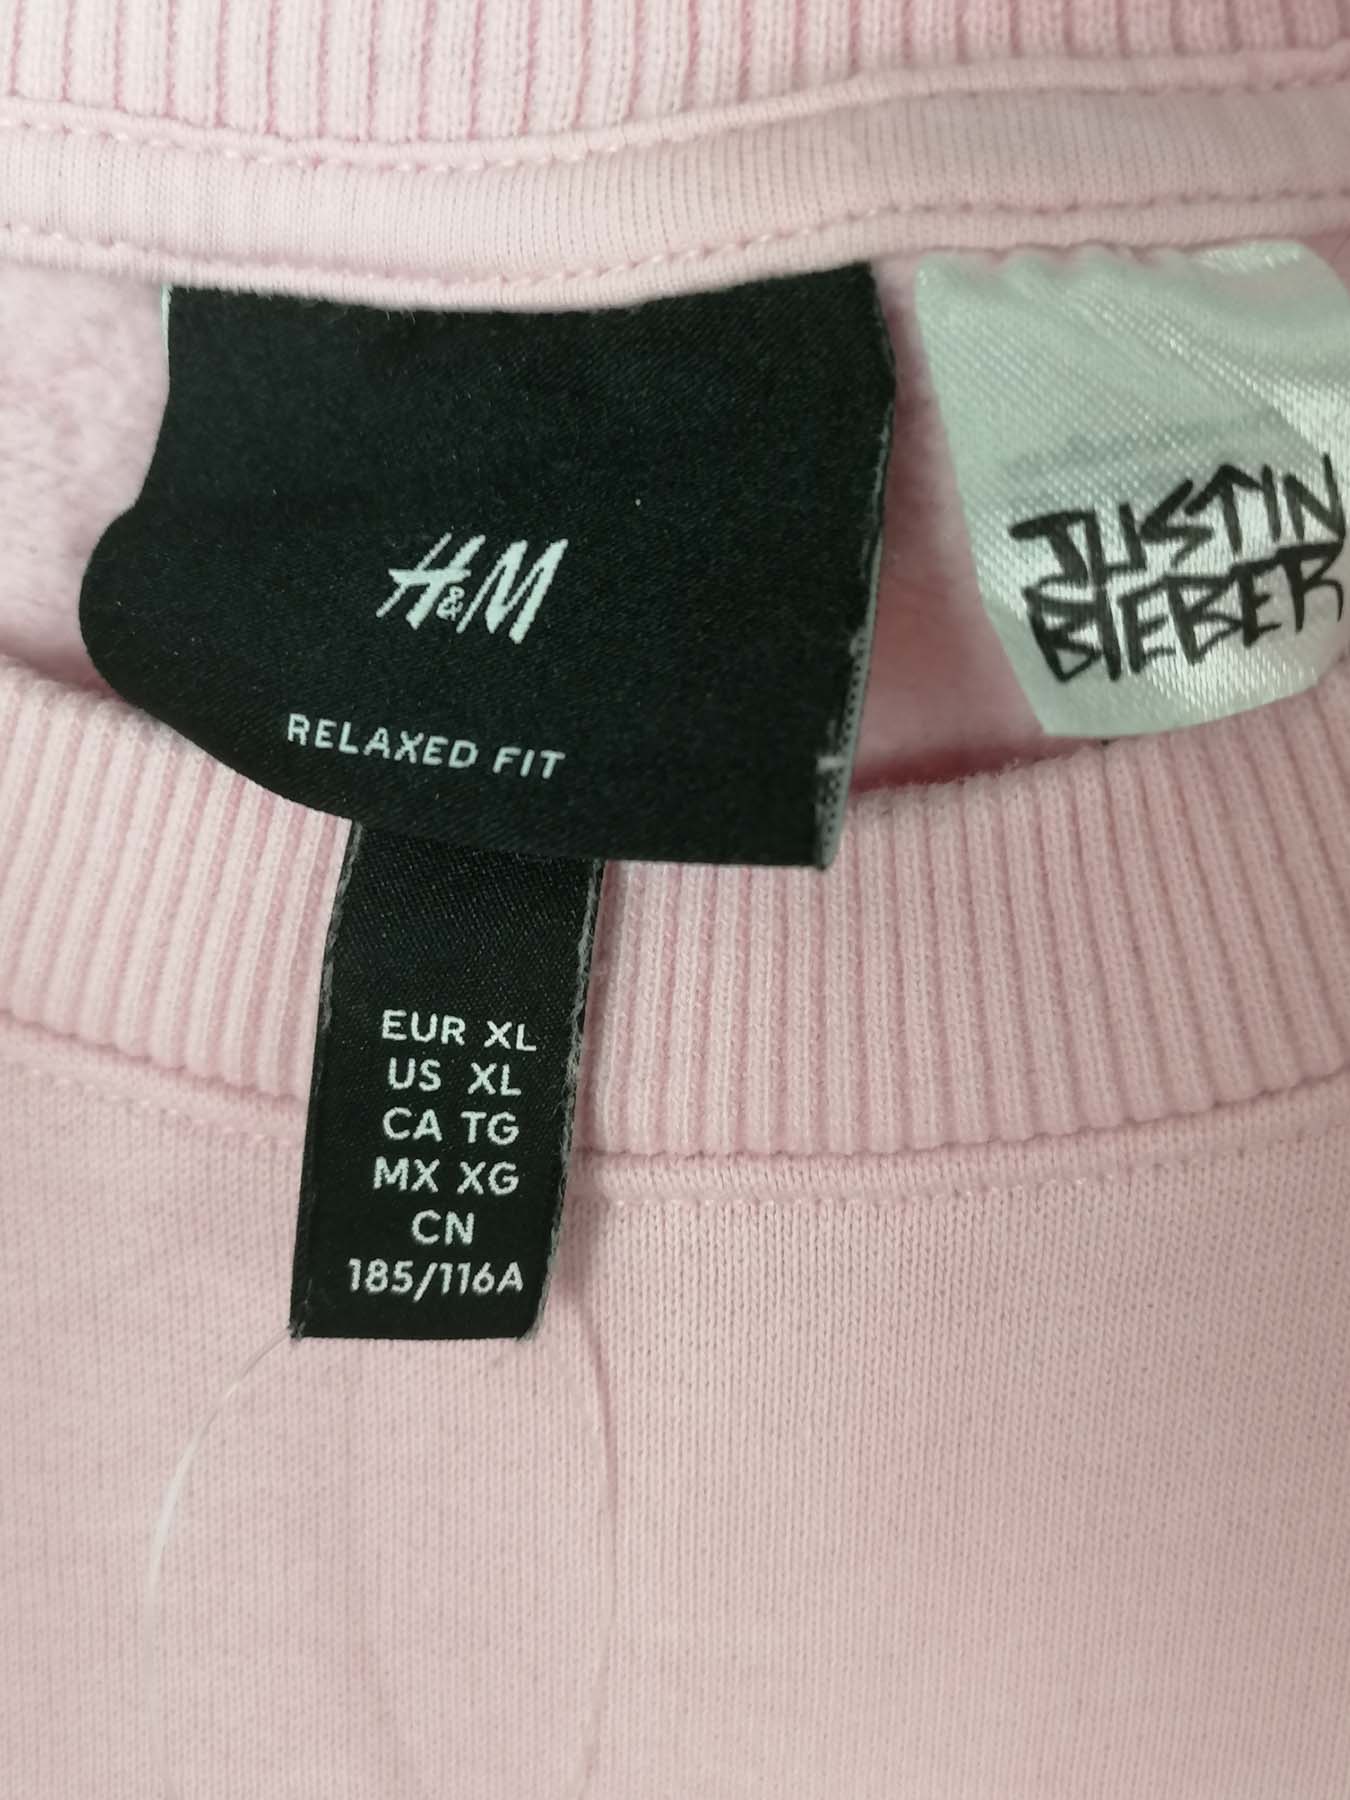 H&M
RELAXED FIT
JUSTIN
BIEBER
EUR XL
US XL
CA TG
MX XG
CN
185/116A